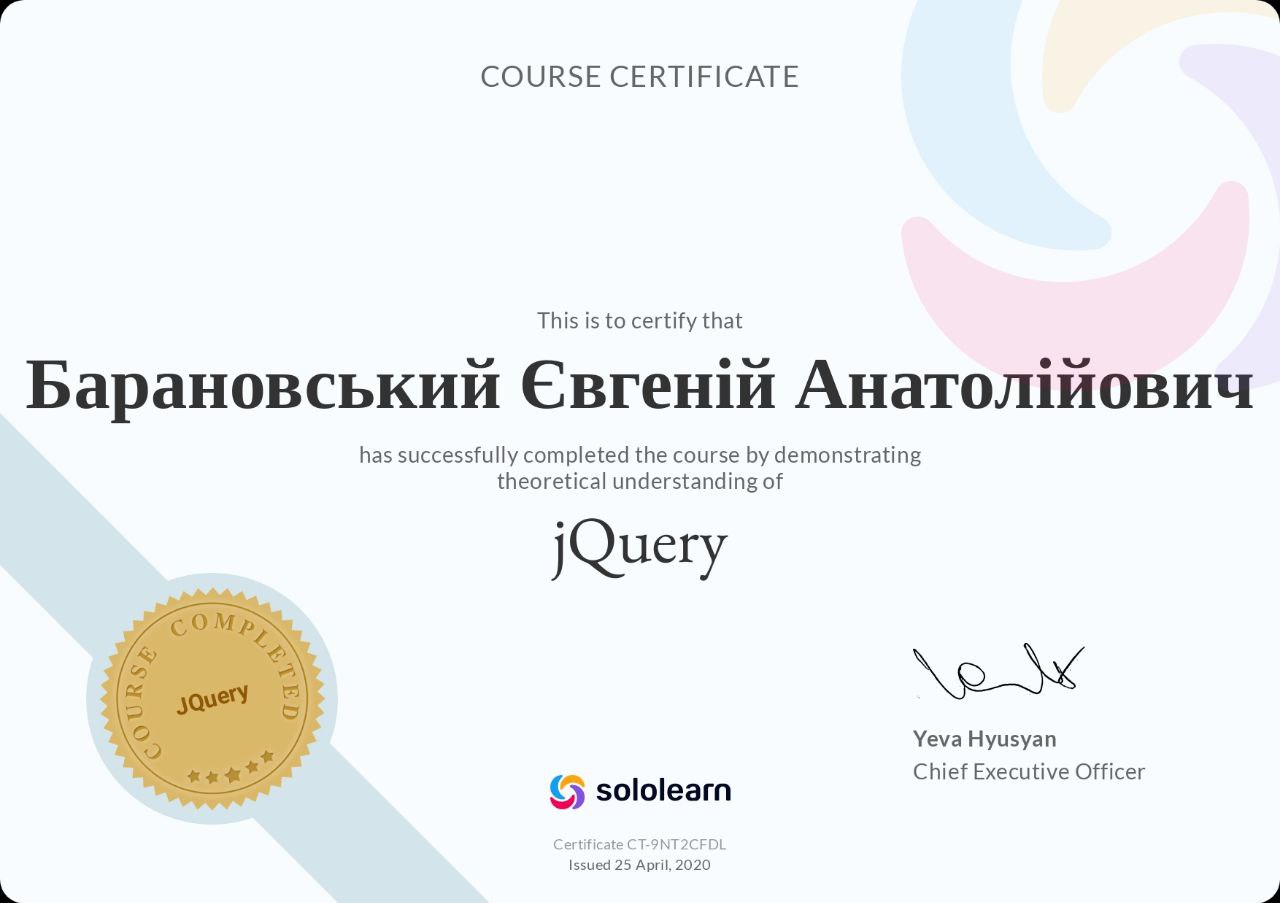 COURSE CERTIFICATE
This is to certify that
Барановський Євгеній Анатолійович
has successfully completed the course by demonstrating
theoretical understanding of
jQuery
COURSE COMPLETED
JQuery
Yeva Hyusyan
Chief Executive Officer
sololearn
Certificate CT-9NT2CFDL
Issued 25 April, 2020